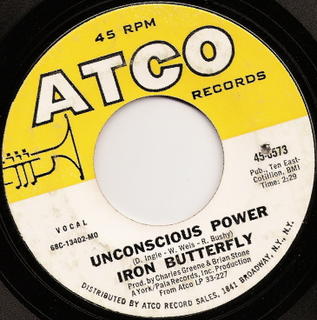 45 RPM
ATCO
RECORDS
45-6573
Pub., Ten East-
Cotillion, BMI
Time: 2:29
VOCAL
68C-13402-MO
UNCONSCIOUS POWER
(D. Ingle - W. Weis - R. Bushy)
IRON BUTTERFLY
Prod. by Charles Greene & Brian Stone
A York/Pala Records, Inc. Production
From Atco LP 33-227
DISTRIBUTED BY ATCO RECORD SALES, 1841 BROADWAY, N.Y., N.Y.